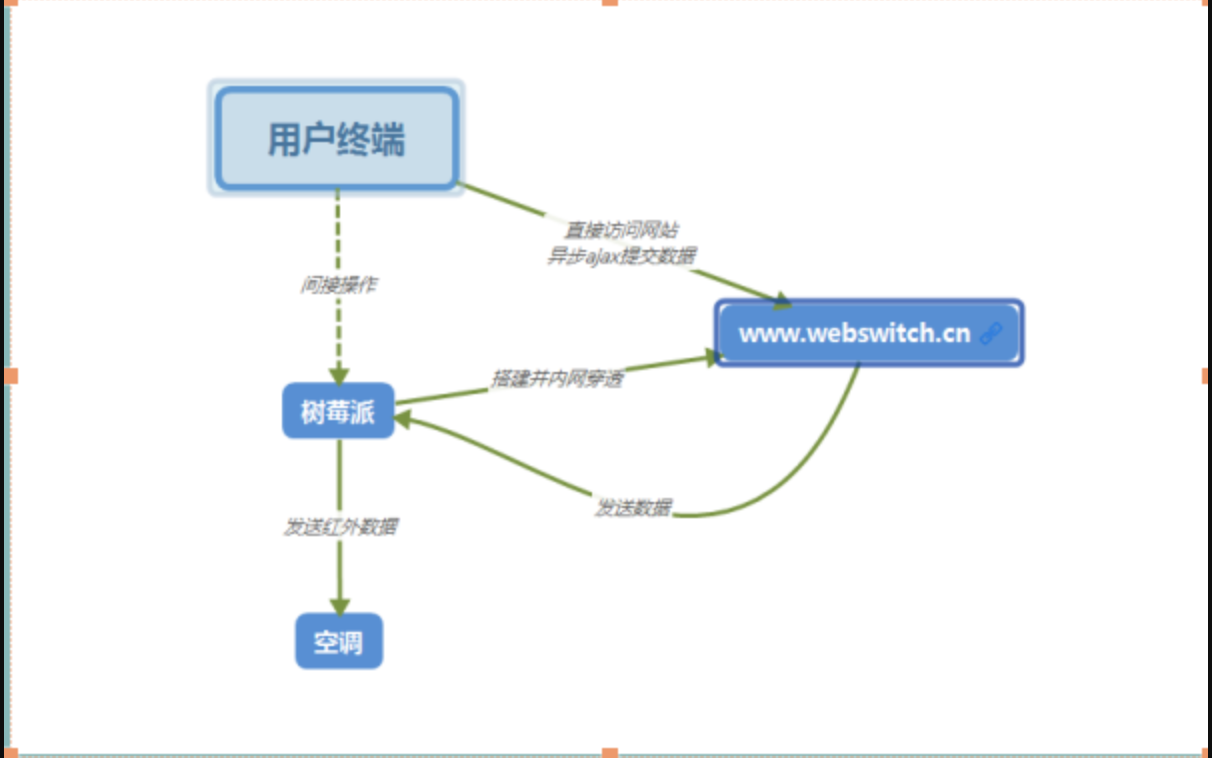 用户终端
直接访问网站
异步ajax提交数据
间接操作
www.webswitch.cn
搭建并内网穿透
树莓派
发送数据
发送红外数据
空调